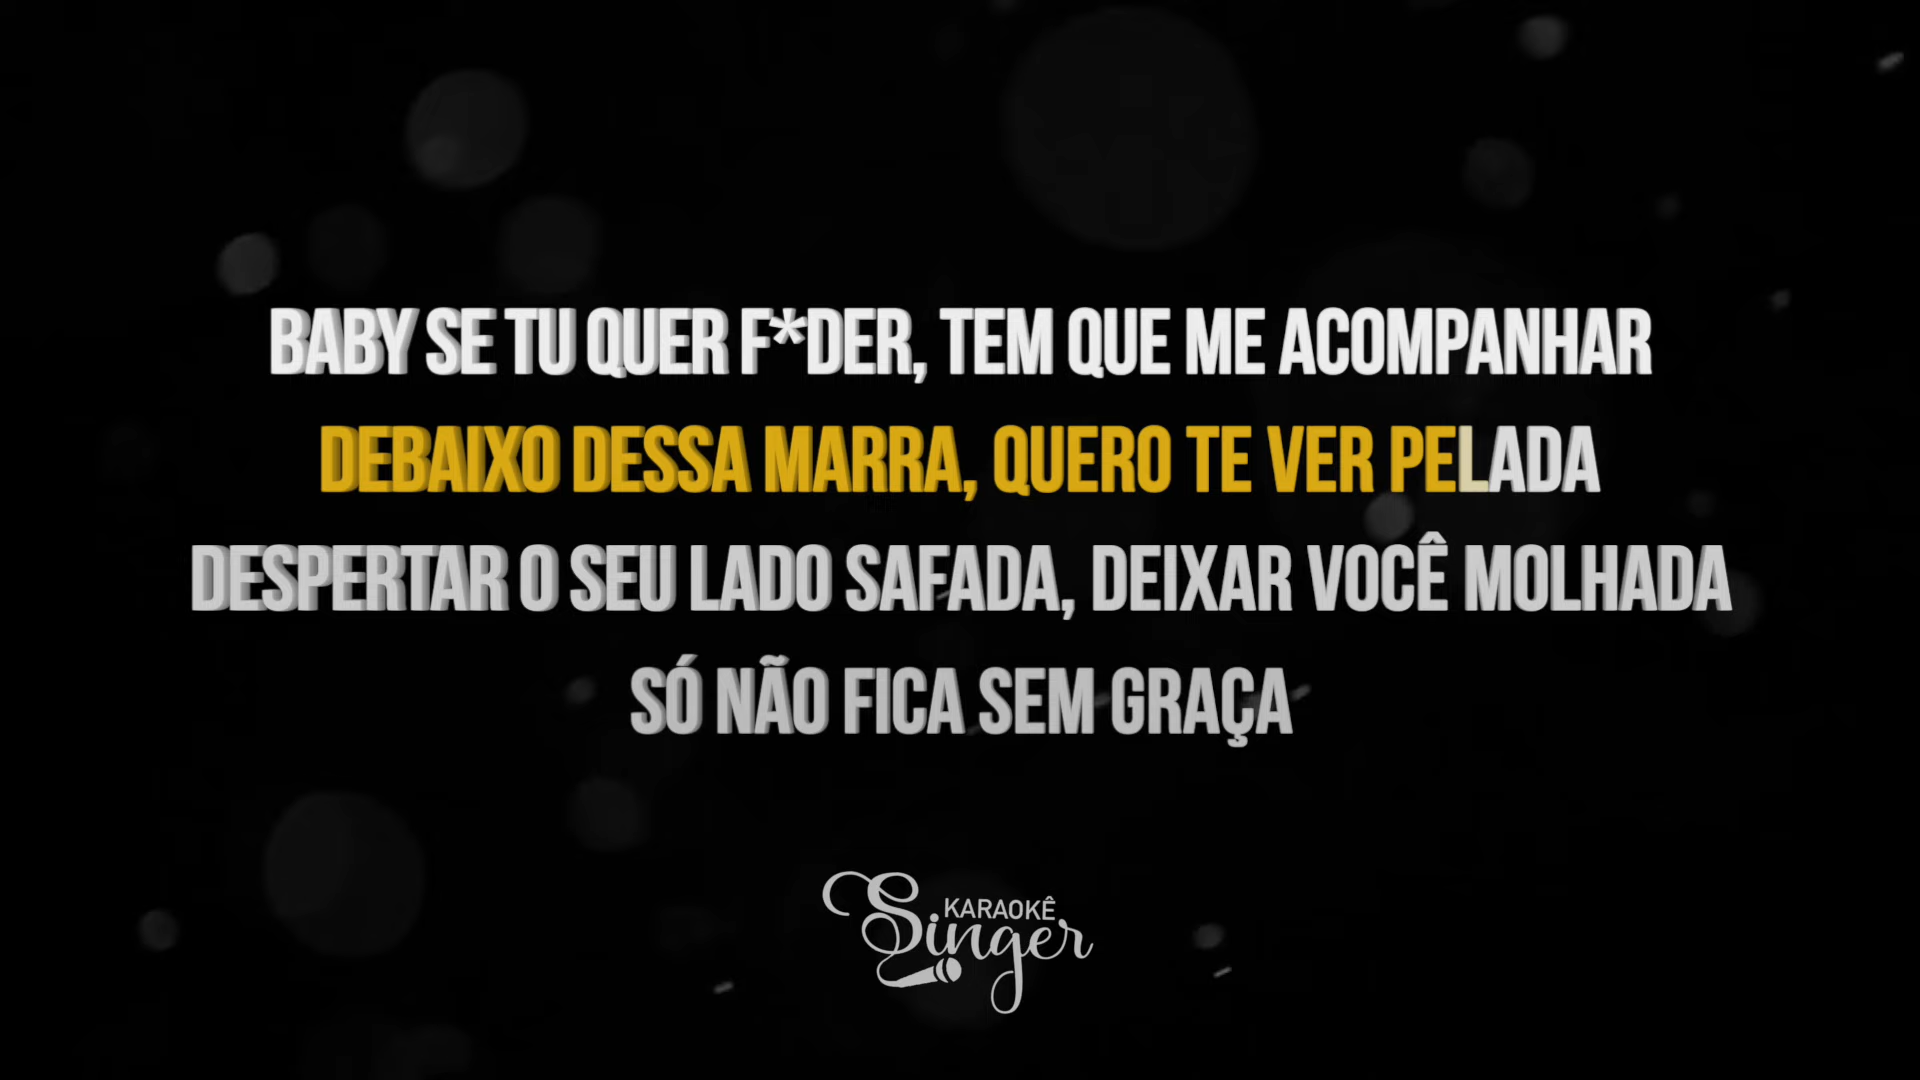 BABY SE TU QUER F*DER, TEM QUE ME ACOMPANHAR
DEBAIXO DESSA MARRA, QUERO TE VER PELADA
DESPERTAR O SEU LADO SAFADA, DEIXAR VOCÊ MOLHADA
SÓ NÃO FICA SEM GRAÇA
KARAOKÊ
Singer